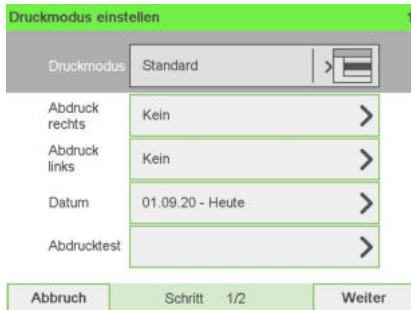 Druckmodus einstellen
Druckmodus Standard
Abdruck rechts Kein
Abdruck links Kein
Datum 01.09.20 - Heute
Abdrucktest
Abbruch Schritt 1/2 Weiter